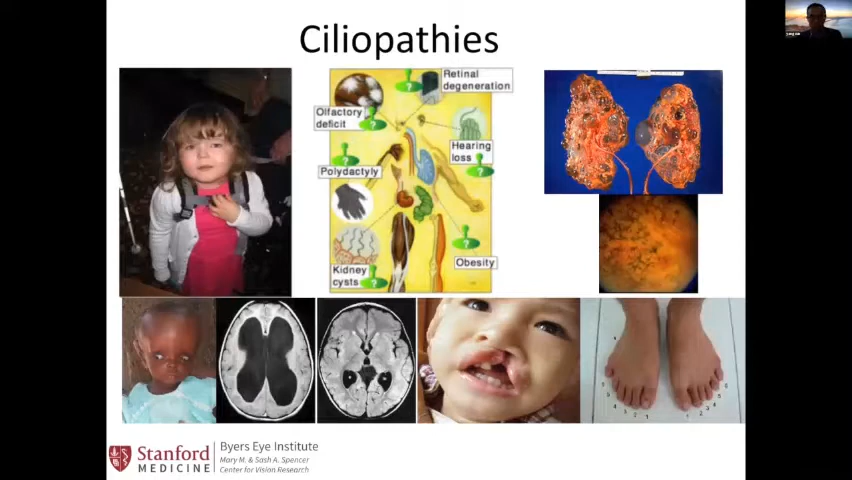 Ciliopathies
Retinal
degeneration
?
Olfactory
deficit
?
Hearing
loss
?
?
Polydactyly
?
Obesity
Kidney
cysts
?
Stanford
MEDICINE
Byers Eye Institute
Mary M. & Sash A. Spencer
Center for Vision Research